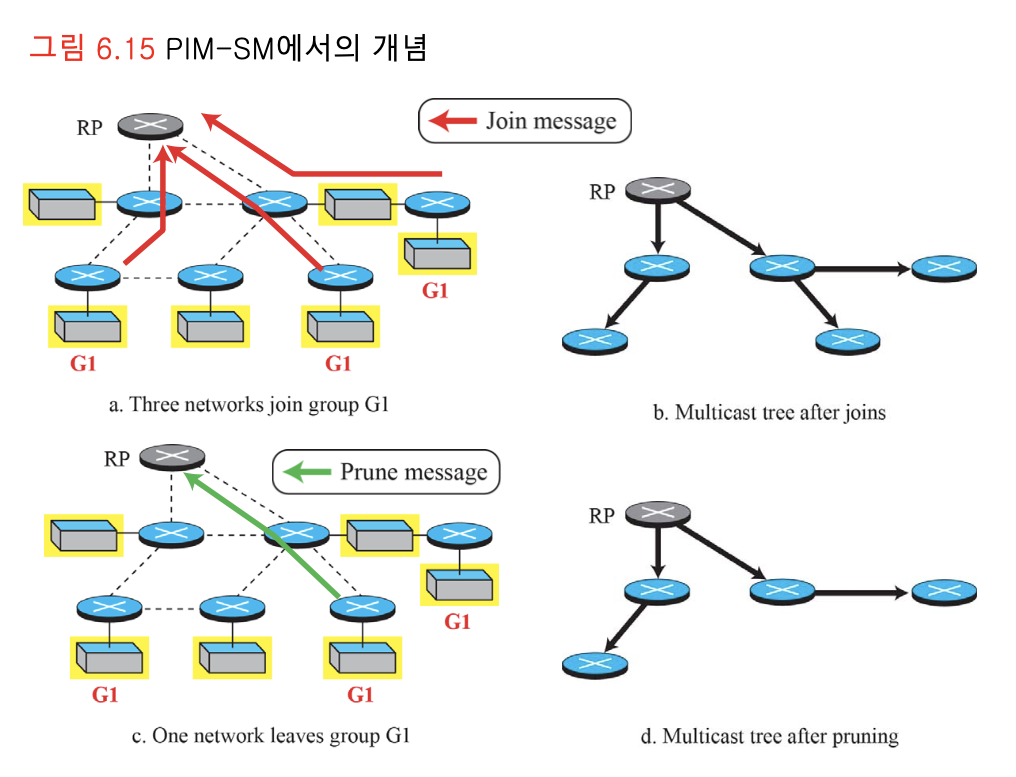 그림 6.15 PIM-SM에서의 개념
RP
Join message
G1
G1
G1
a. Three networks join group G1
RP
b. Multicast tree after joins
RP
Prune message
G1
G1
G1
c. One network leaves group G1
RP
d. Multicast tree after pruning